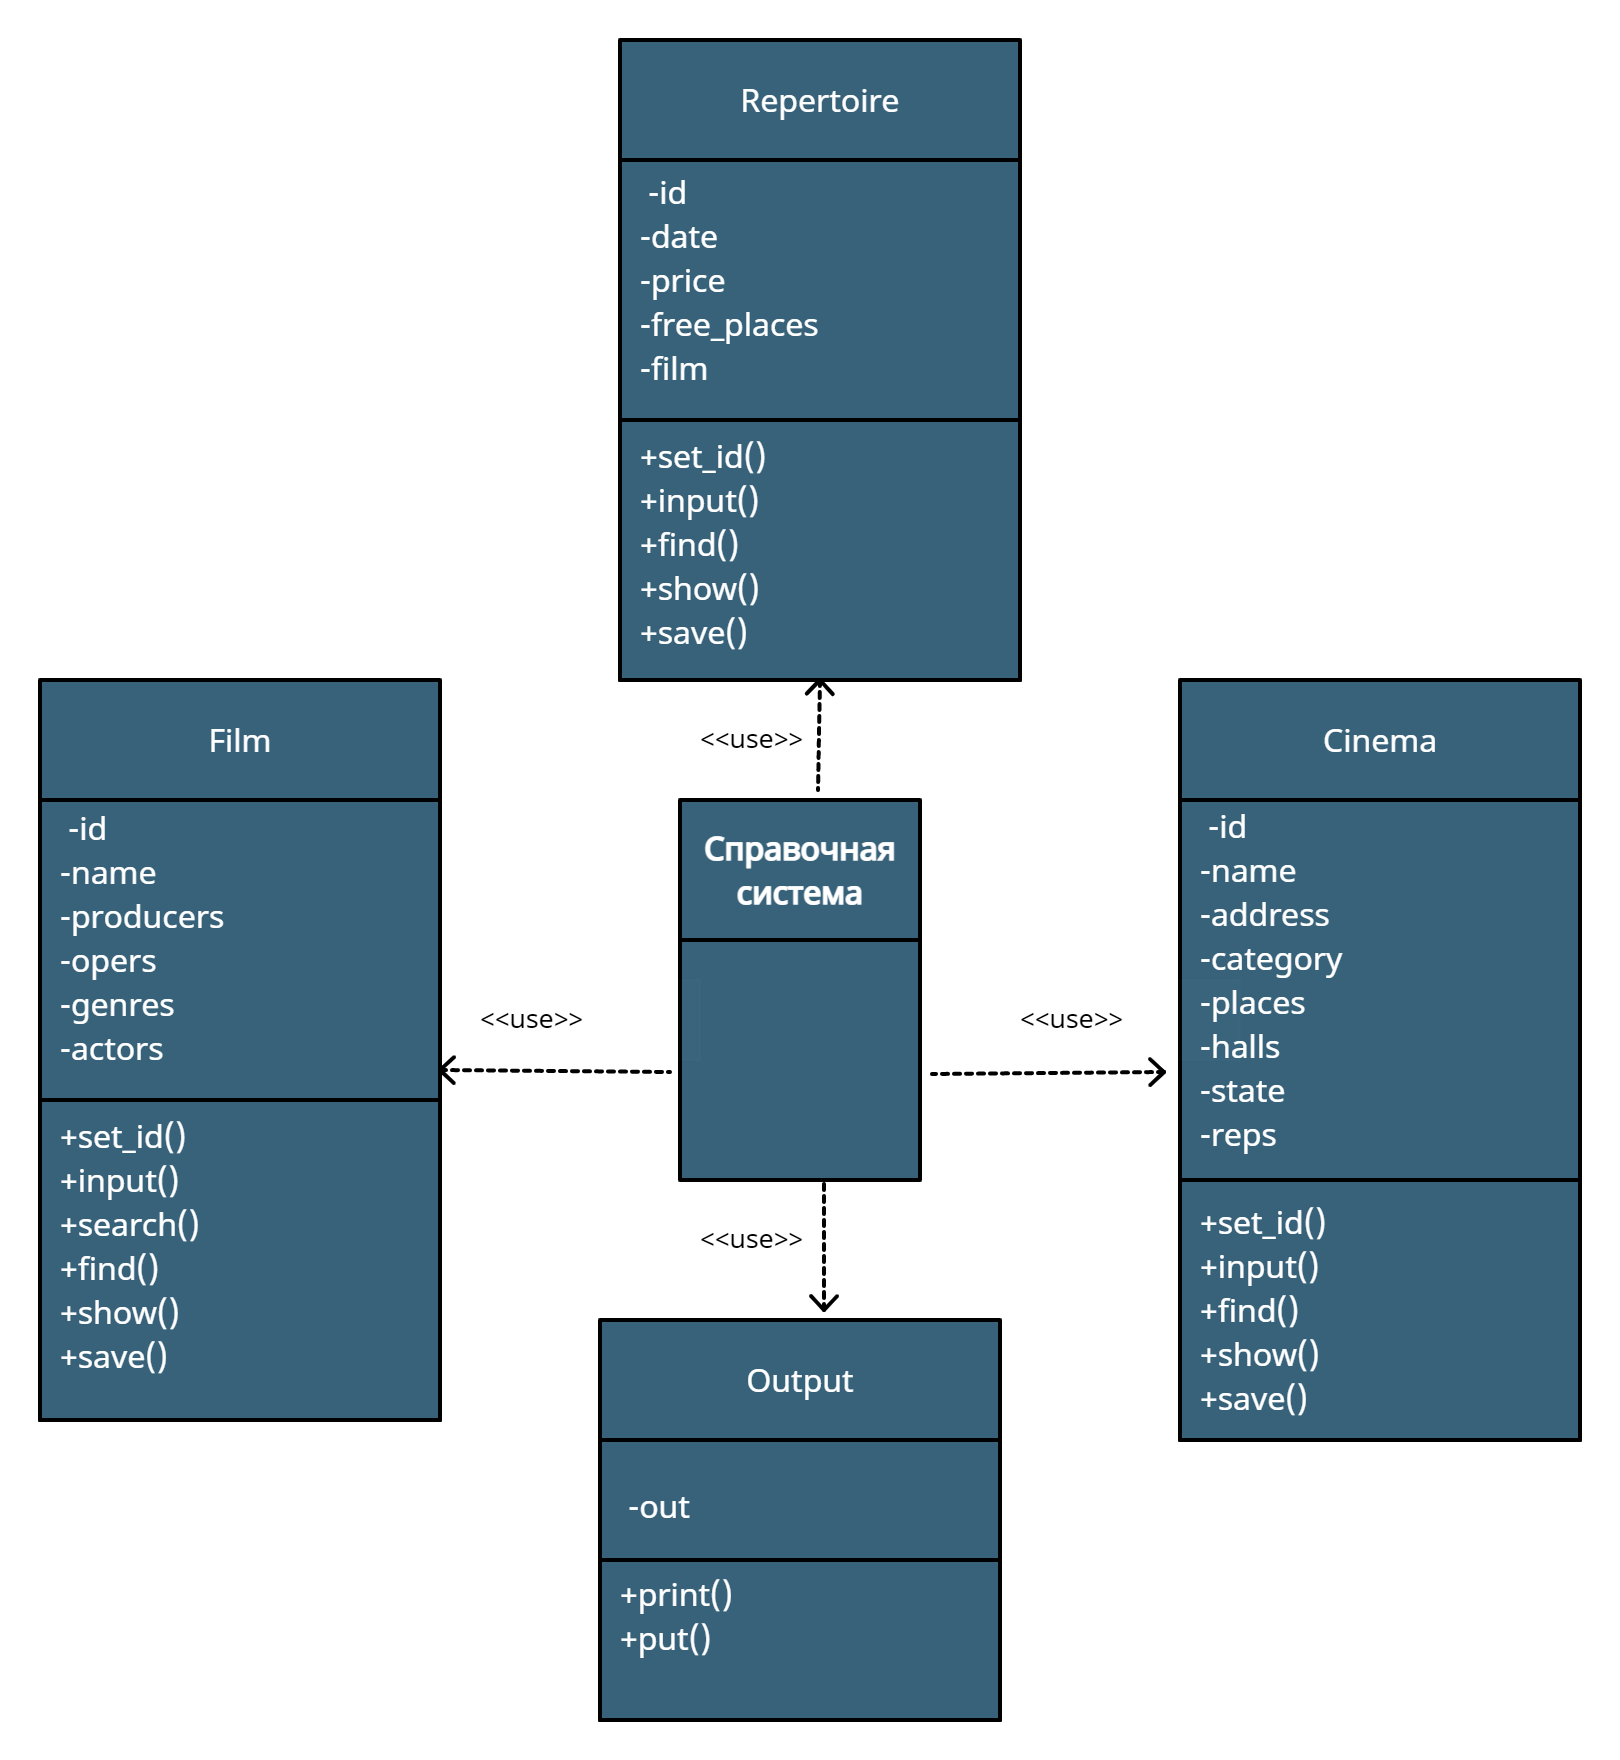 Repertoire
-id
-date
-price
-free_places
-film
+set_id()
+input()
+find()
+show()
+save()
<<use>>
Film
-id
-name
-producers
-opers
-genres
-actors
+set_id()
+input()
+search()
+find()
+show()
+save()
<<use>>
Справочная
система
<<use>>
Cinema
-id
-name
-address
-category
-places
-halls
-state
-reps
+set_id()
+input()
+find()
+show()
+save()
<<use>>
Output
-out
+print()
+put()